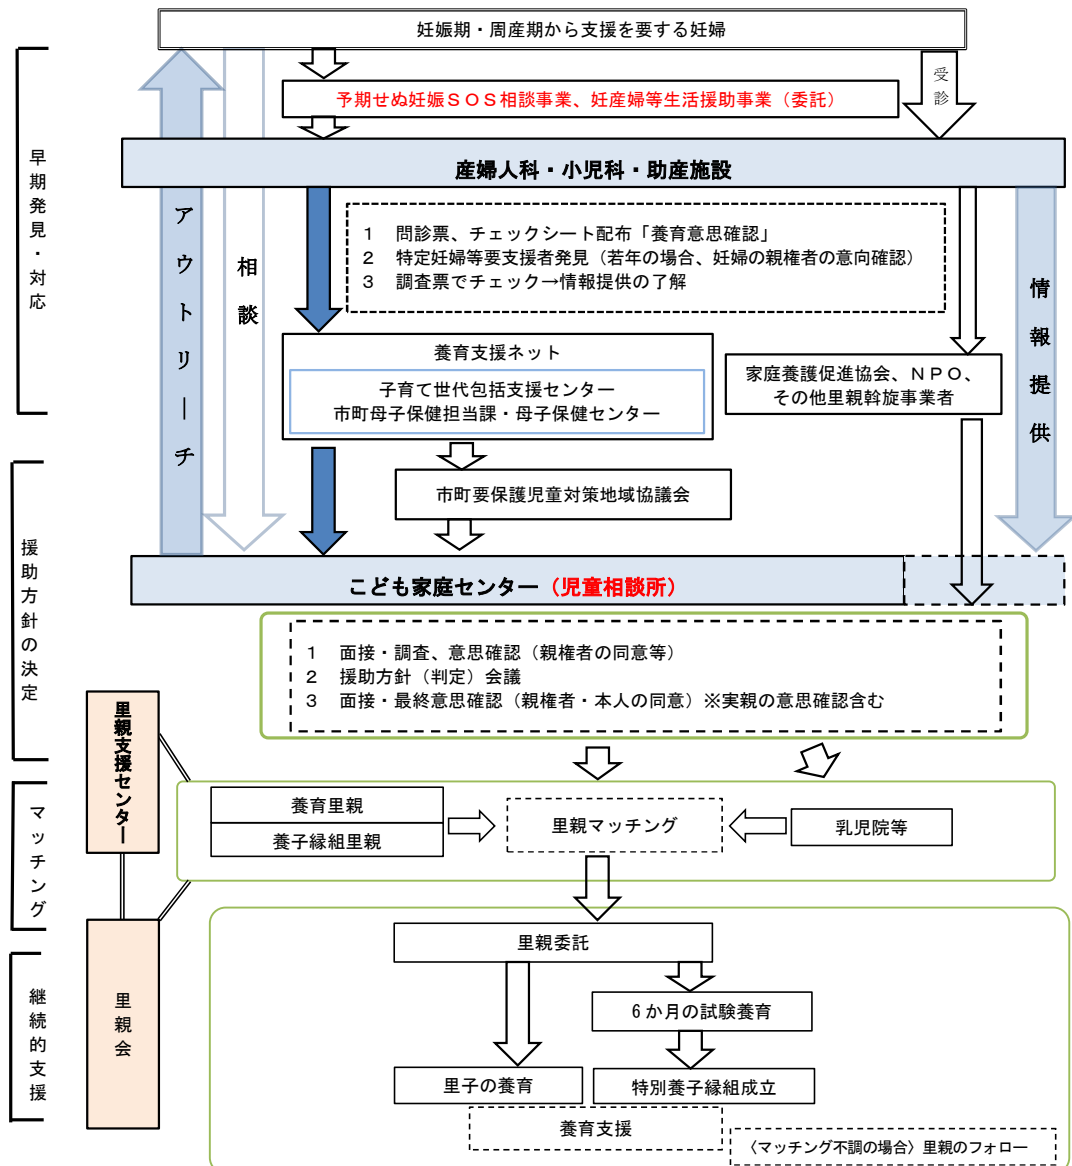 妊娠期・周産期から支援を要する妊婦
受診
予期せぬ妊娠ＳＯＳ相談事業、妊産婦等生活援助事業（委託）
早期発見・対応
産婦人科・小児科・助産施設
アウトリーチ
相談
情報提供
１　問診票、チェックシート配布「養育意思確認」
２　特定妊婦等要支援者発見（若年の場合、妊婦の親権者の意向確認）
３　調査票でチェック→情報提供の了解
養育支援ネット
子育て世代包括支援センター
市町母子保健担当課・母子保健センター
家庭養護促進協会、ＮＰＯ、
その他里親斡旋事業者
市町要保護児童対策地域協議会
援助方針の決定
こども家庭センター（児童相談所）
１　面接・調査、意思確認（親権者の同意等）
２　援助方針（判定）会議
３　面接・最終意思確認（親権者・本人の同意）※実親の意思確認含む
里親支援センター
マッチング
養育里親
養子縁組里親
里親マッチング
乳児院等
継続的支援
里親会
里親委託
６か月の試験養育
里子の養育
特別養子縁組成立
養育支援
〈マッチング不調の場合〉里親のフォロー